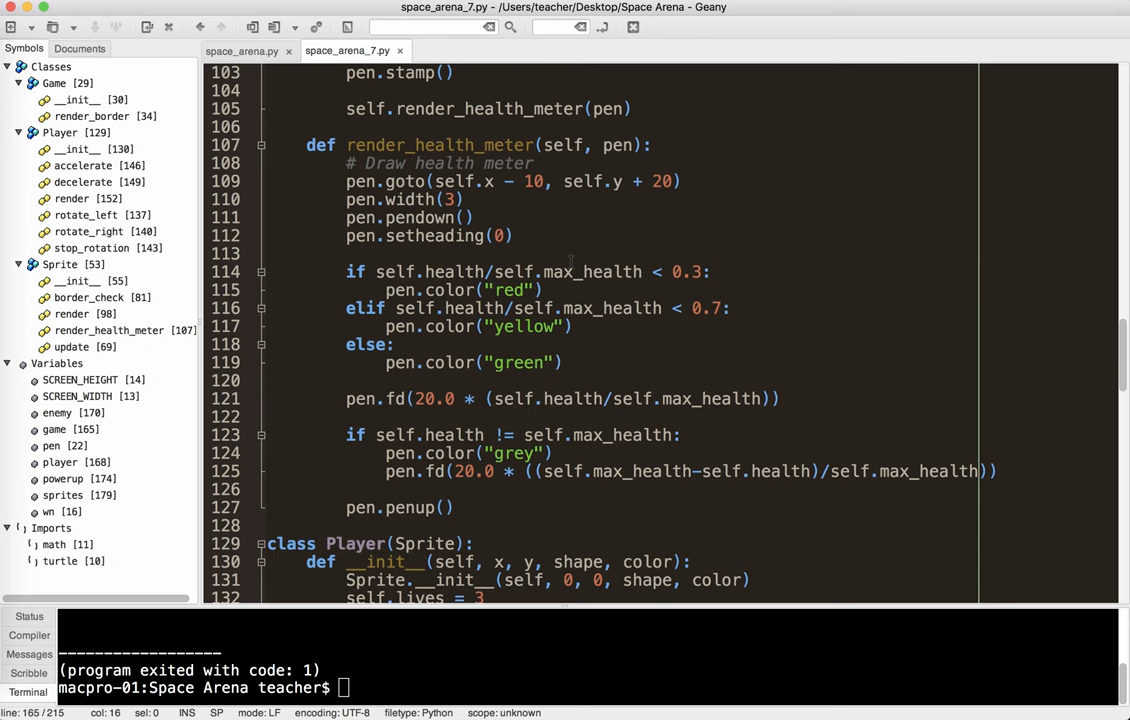 space_arena_7.py - /Users/teacher/Desktop/Space Arena - Geany
Symbols Documents
space_arena.py × space_arena_7.py ×
Classes
Game [29]
__init__ [30]
render_border [34]
Player [129]
__init__ [130]
accelerate [146]
decelerate [149]
render [152]
rotate_left [137]
rotate_right [140]
stop_rotation [143]
Sprite [53]
__init__ [55]
border_check [81]
render [98]
render_health_meter [107]
update [69]
Variables
SCREEN_HEIGHT [14]
SCREEN_WIDTH [13]
enemy [170]
game [165]
pen [22]
player [168]
powerup [174]
sprites [179]
wn [16]
Imports
math [11]
turtle [10]
103 pen.stamp()
104
105 self.render_health_meter(pen)
106
107 def render_health_meter(self, pen):
108 # Draw health meter
109 pen.goto(self.x - 10, self.y + 20)
110 pen.width(3)
111 pen.pendown()
112 pen.setheading(0)
113
114 if self.health/self.max_health < 0.3:
115 pen.color("red")
116 elif self.health/self.max_health < 0.7:
117 pen.color("yellow")
118 else:
119 pen.color("green")
120
121 pen.fd(20.0 * (self.health/self.max_health))
122
123 if self.health != self.max_health:
124 pen.color("grey")
125 pen.fd(20.0 * ((self.max_health-self.health)/self.max_health))
126
127 pen.penup()
128
129 class Player(Sprite):
130 def __init__(self, x, y, shape, color):
131 Sprite.__init__(self, 0, 0, shape, color)
132 self.lives = 3
Status
Compiler
Messages
Scribble
Terminal
------------------
(program exited with code: 1)
macpro-01:Space Arena teacher$
line: 165 / 215 col: 16 sel: 0 INS SP mode: LF encoding: UTF-8 filetype: Python scope: unknown